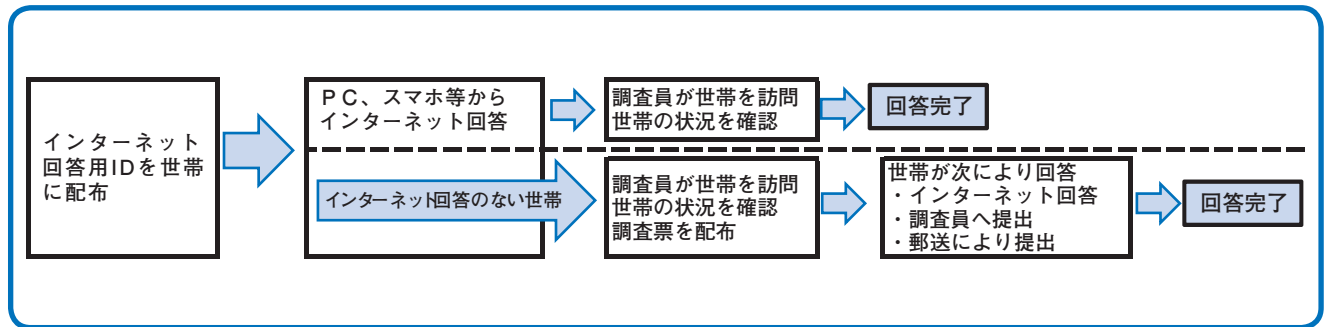 インターネット
回答用IDを世帯
に配布
ＰＣ、スマホ等から
インターネット回答
調査員が世帯を訪問
世帯の状況を確認
回答完了
インターネット回答のない世帯
調査員が世帯を訪問
世帯の状況を確認
調査票を配布
世帯が次により回答
・インターネット回答
・調査員へ提出
・郵送により提出
回答完了